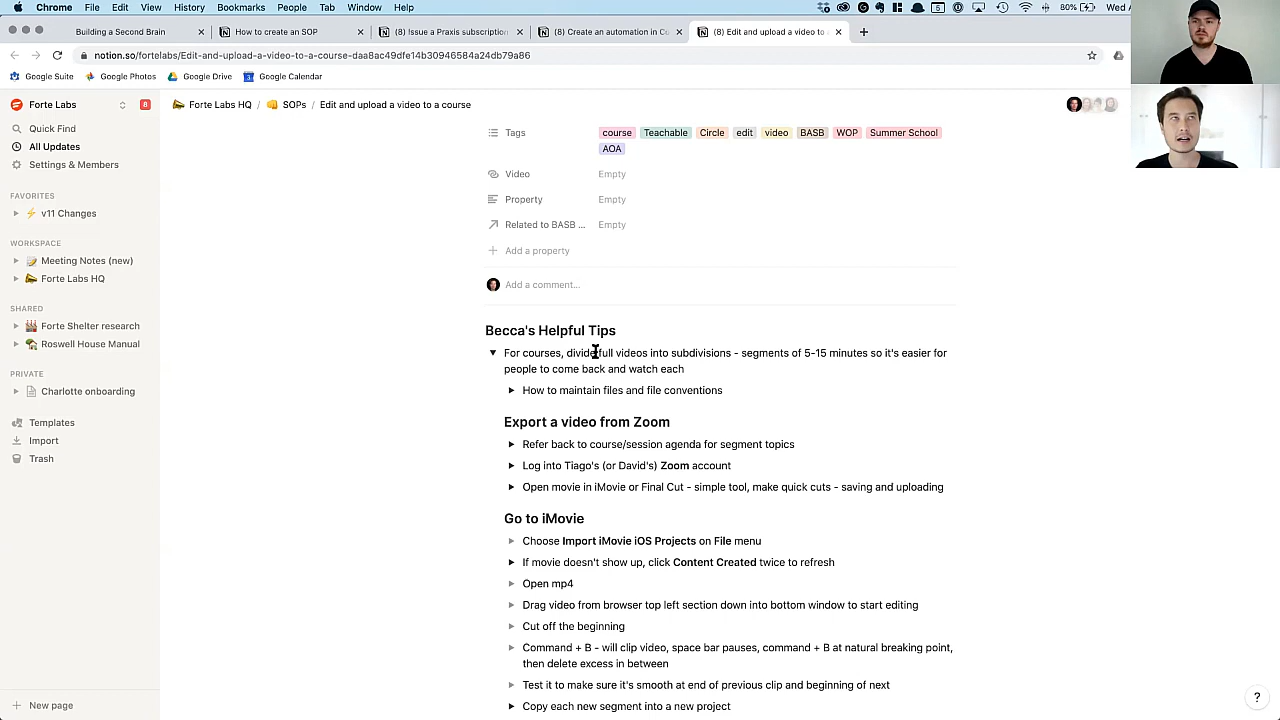 Chrome File Edit View History Bookmarks People Tab Window Help 5 80% Wed A
Building a Second Brain
How to create an SOP
(8) Issue a Praxis subscription
(8) Create an automation in Co
(8) Edit and upload a video to a
notion.so/fortelabs/Edit-and-upload-a-video-to-a-course-daa8ac49dfe14b30946584a24db79a86
Google Suite Google Photos Google Drive Google Calendar
Forte Labs 8
Quick Find
All Updates
Settings & Members
FAVORITES
v11 Changes
WORKSPACE
Meeting Notes (new)
Forte Labs HQ
SHARED
Forte Shelter research
Roswell House Manual
PRIVATE
Charlotte onboarding
Templates
Import
Trash
New page
Forte Labs HQ / SOPs / Edit and upload a video to a course
Tags course Teachable Circle edit video BASB WOP Summer School
AOA
Video Empty
Property Empty
Related to BASB ... Empty
Add a property
Add a comment...
Becca's Helpful Tips
For courses, divide full videos into subdivisions - segments of 5-15 minutes so it's easier for
people to come back and watch each
How to maintain files and file conventions
Export a video from Zoom
Refer back to course/session agenda for segment topics
Log into Tiago's (or David's) Zoom account
Open movie in iMovie or Final Cut - simple tool, make quick cuts - saving and uploading
Go to iMovie
Choose Import iMovie iOS Projects on File menu
If movie doesn't show up, click Content Created twice to refresh
Open mp4
Drag video from browser top left section down into bottom window to start editing
Cut off the beginning
Command + B - will clip video, space bar pauses, command + B at natural breaking point,
then delete excess in between
Test it to make sure it's smooth at end of previous clip and beginning of next
Copy each new segment into a new project
?